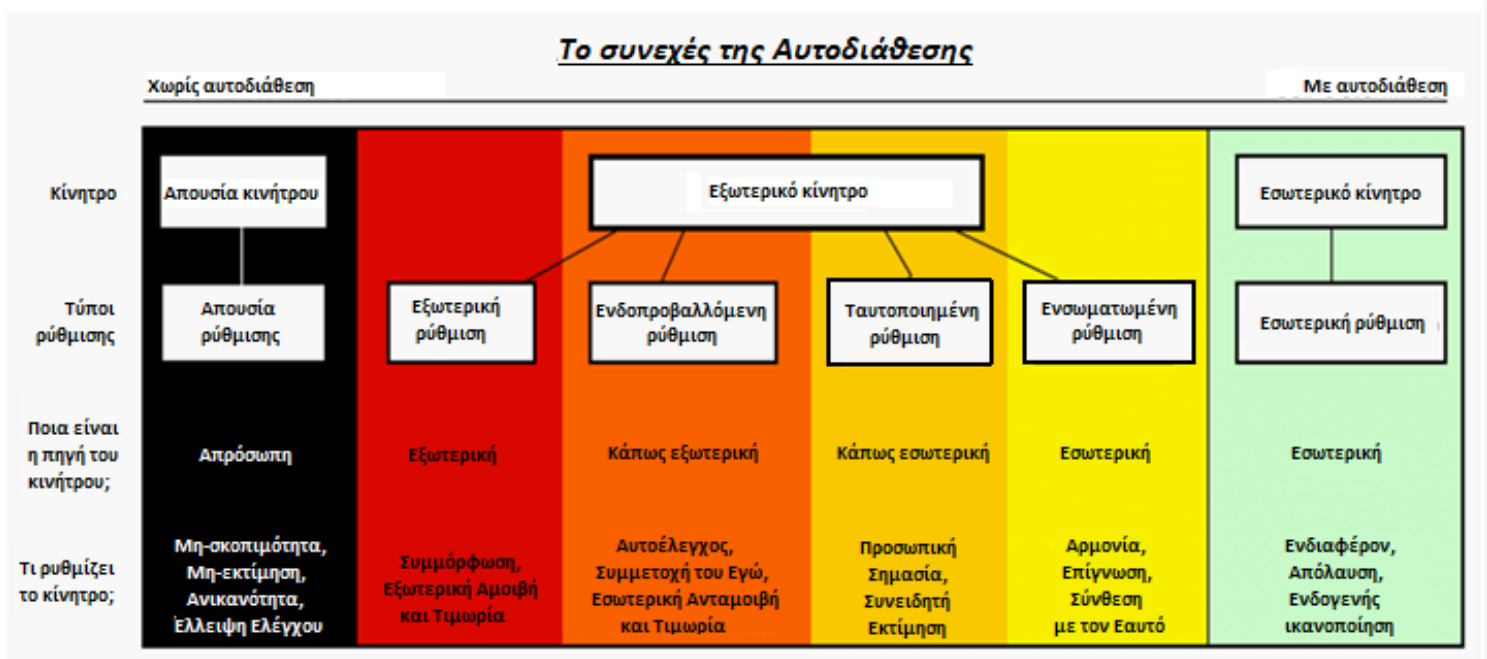 Το συνεχές της Αυτοδιάθεσης
Χωρίς αυτοδιάθεση
Με αυτοδιάθεση
Κίνητρο
Απουσία κινήτρου
Εξωτερικό κίνητρο
Εσωτερικό κίνητρο
Τύποι
ρύθμισης
Απουσία
ρύθμισης
Εξωτερική
ρύθμιση
Ενδοπροβαλλόμενη
ρύθμιση
Ταυτοποιημένη
ρύθμιση
Ενσωματωμένη
ρύθμιση
Εσωτερική ρύθμιση
Ποια είναι
η πηγή του
κινήτρου;
Απρόσωπη
Εξωτερική
Κάπως εξωτερική
Κάπως εσωτερική
Εσωτερική
Εσωτερική
Τι ρυθμίζει
το κίνητρο;
Μη-σκοπιμότητα,
Μη-εκτίμηση,
Ανικανότητα,
Έλλειψη Ελέγχου
Συμμόρφωση,
Εξωτερική Αμοιβή
και Τιμωρία
Αυτοέλεγχος,
Συμμετοχή του Εγώ,
Εσωτερική Ανταμοιβή
και Τιμωρία
Προσωπική
Σημασία,
Συνειδητή
Εκτίμηση
Αρμονία,
Επίγνωση,
Σύνθεση
με τον Εαυτό
Ενδιαφέρον,
Απόλαυση,
Ενδογενής
ικανοποίηση